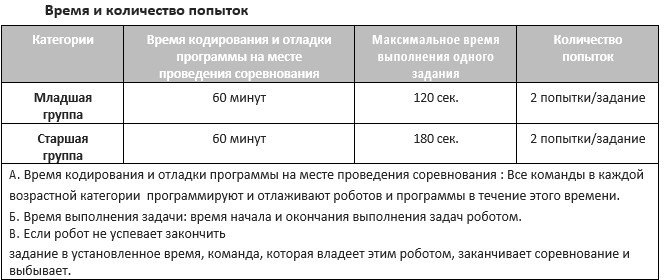 Время и количество попыток
Категории
Время кодирования и отладки
программы на месте
проведения соревнования
Максимальное время
выполнения одного
задания
Количество
попыток
Младшая
группа
60 минут
120 сек.
2 попытки/задание
Старшая
группа
60 минут
180 сек.
2 попытки/задание
А. Время кодирования и отладки программы на месте проведения соревнования : Все команды в каждой
возрастной категории программируют и отлаживают роботов и программы в течение этого времени.
Б. Время выполнения задачи: время начала и окончания выполнения задач роботом.
В. Если робот не успевает закончить
задание в установленное время, команда, которая владеет этим роботом, заканчивает соревнование и
выбывает.